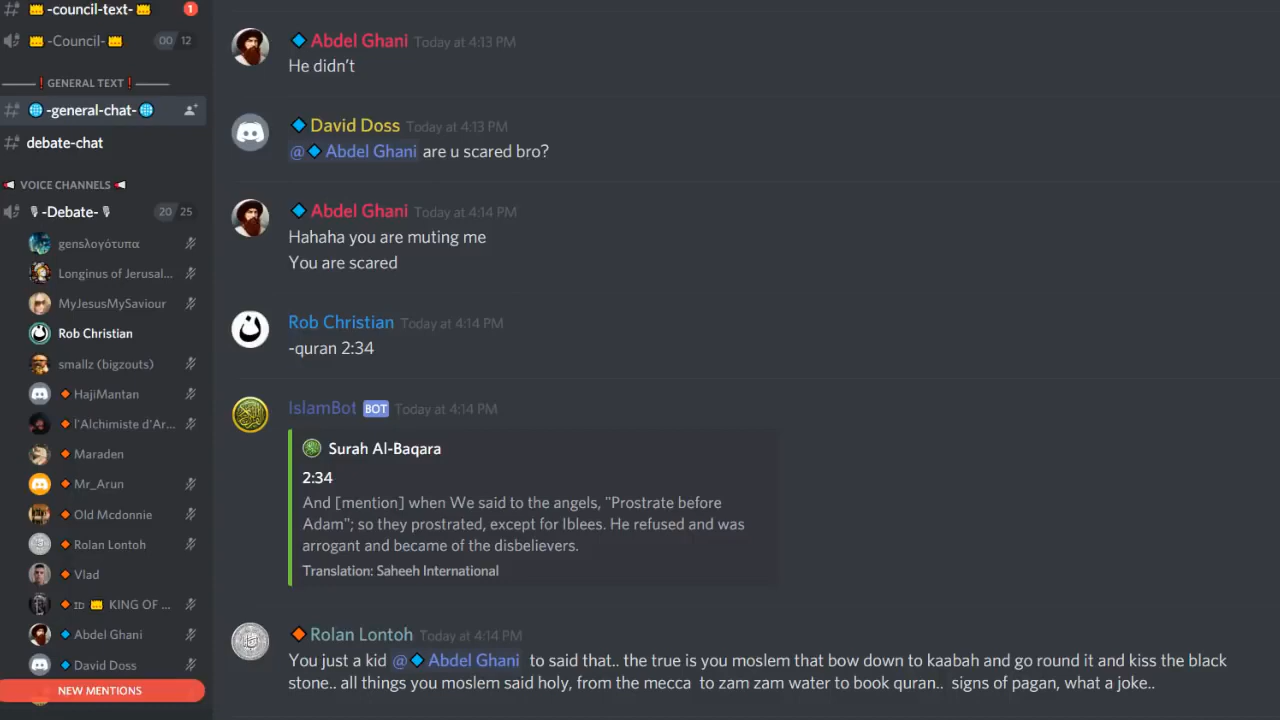 -council-text- 1
-Council- 00 12
GENERAL TEXT
-general-chat-
debate-chat
VOICE CHANNELS
-Debate- 20 25
gensλογότυπα
Longinus of Jerusal...
MyJesusMySaviour
Rob Christian
smallz (bigzouts)
HajiMantan
l'Alchimiste d'Ar...
Maraden
Mr_Arun
Old Mcdonnie
Rolan Lontoh
Vlad
ID KING OF ...
Abdel Ghani
David Doss
NEW MENTIONS
Abdel Ghani Today at 4:13 PM
He didn't
David Doss Today at 4:13 PM
@ Abdel Ghani are u scared bro?
Abdel Ghani Today at 4:14 PM
Hahaha you are muting me
You are scared
Rob Christian Today at 4:14 PM
-quran 2:34
IslamBot BOT Today at 4:14 PM
Surah Al-Baqara
2:34
And [mention] when We said to the angels, "Prostrate before
Adam"; so they prostrated, except for Iblees. He refused and was
arrogant and became of the disbelievers.
Translation: Saheeh International
Rolan Lontoh Today at 4:14 PM
You just a kid @ Abdel Ghani to said that.. the true is you moslem that bow down to kaabah and go round it and kiss the black
stone.. all things you moslem said holy, from the mecca to zam zam water to book quran.. signs of pagan, what a joke..